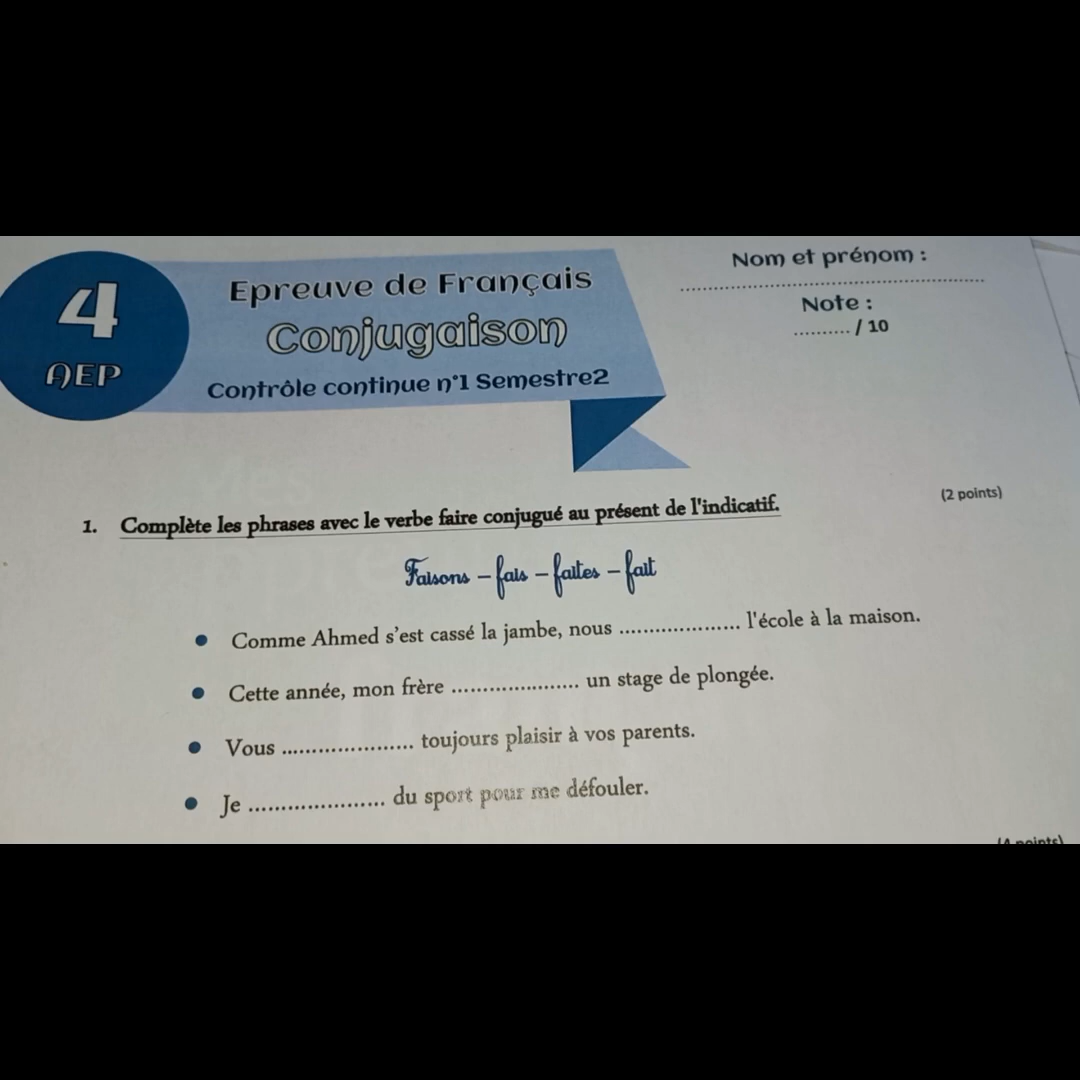 4
AEP
Epreuve de Français
Conjugaison
Contrôle continue n°1 Semestre2
Nom et prénom :
........................................................
Note :
.......... / 10
1. Complète les phrases avec le verbe faire conjugué au présent de l'indicatif.
(2 points)
Faisons – fais – faites – fait
● Comme Ahmed s’est cassé la jambe, nous .................... l'école à la maison.
● Cette année, mon frère ..................... un stage de plongée.
● Vous ...................... toujours plaisir à vos parents.
● Je ....................... du sport pour me défouler.
(4 points)